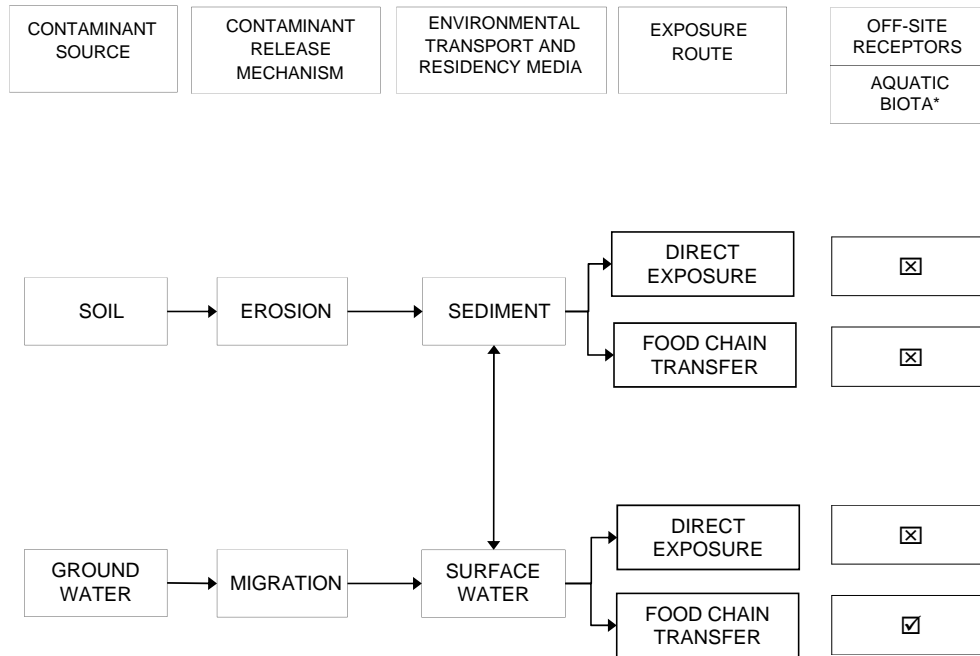 CONTAMINANT
SOURCE
CONTAMINANT
RELEASE
MECHANISM
ENVIRONMENTAL
TRANSPORT AND
RESIDENCY MEDIA
EXPOSURE
ROUTE
OFF-SITE
RECEPTORS
AQUATIC
BIOTA*
DIRECT
EXPOSURE
☒
SOIL
EROSION
SEDIMENT
FOOD CHAIN
TRANSFER
☒
DIRECT
EXPOSURE
☒
GROUND
WATER
MIGRATION
SURFACE
WATER
FOOD CHAIN
TRANSFER
☑